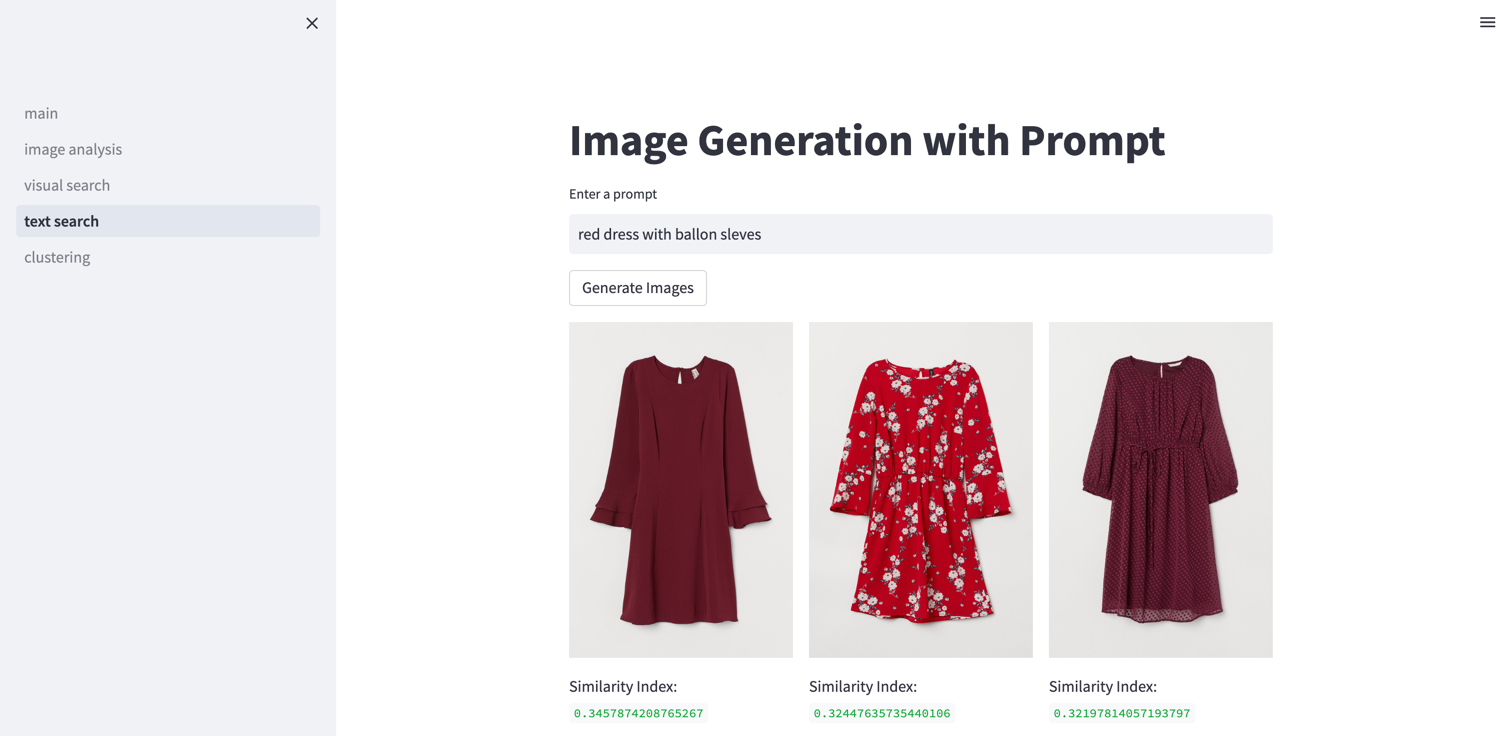 main
image analysis
visual search
text search
clustering
Image Generation with Prompt
Enter a prompt
red dress with ballon sleves
Generate Images
Similarity Index:
0.3457874208765267
Similarity Index:
0.32447635735440106
Similarity Index:
0.32197814057193797